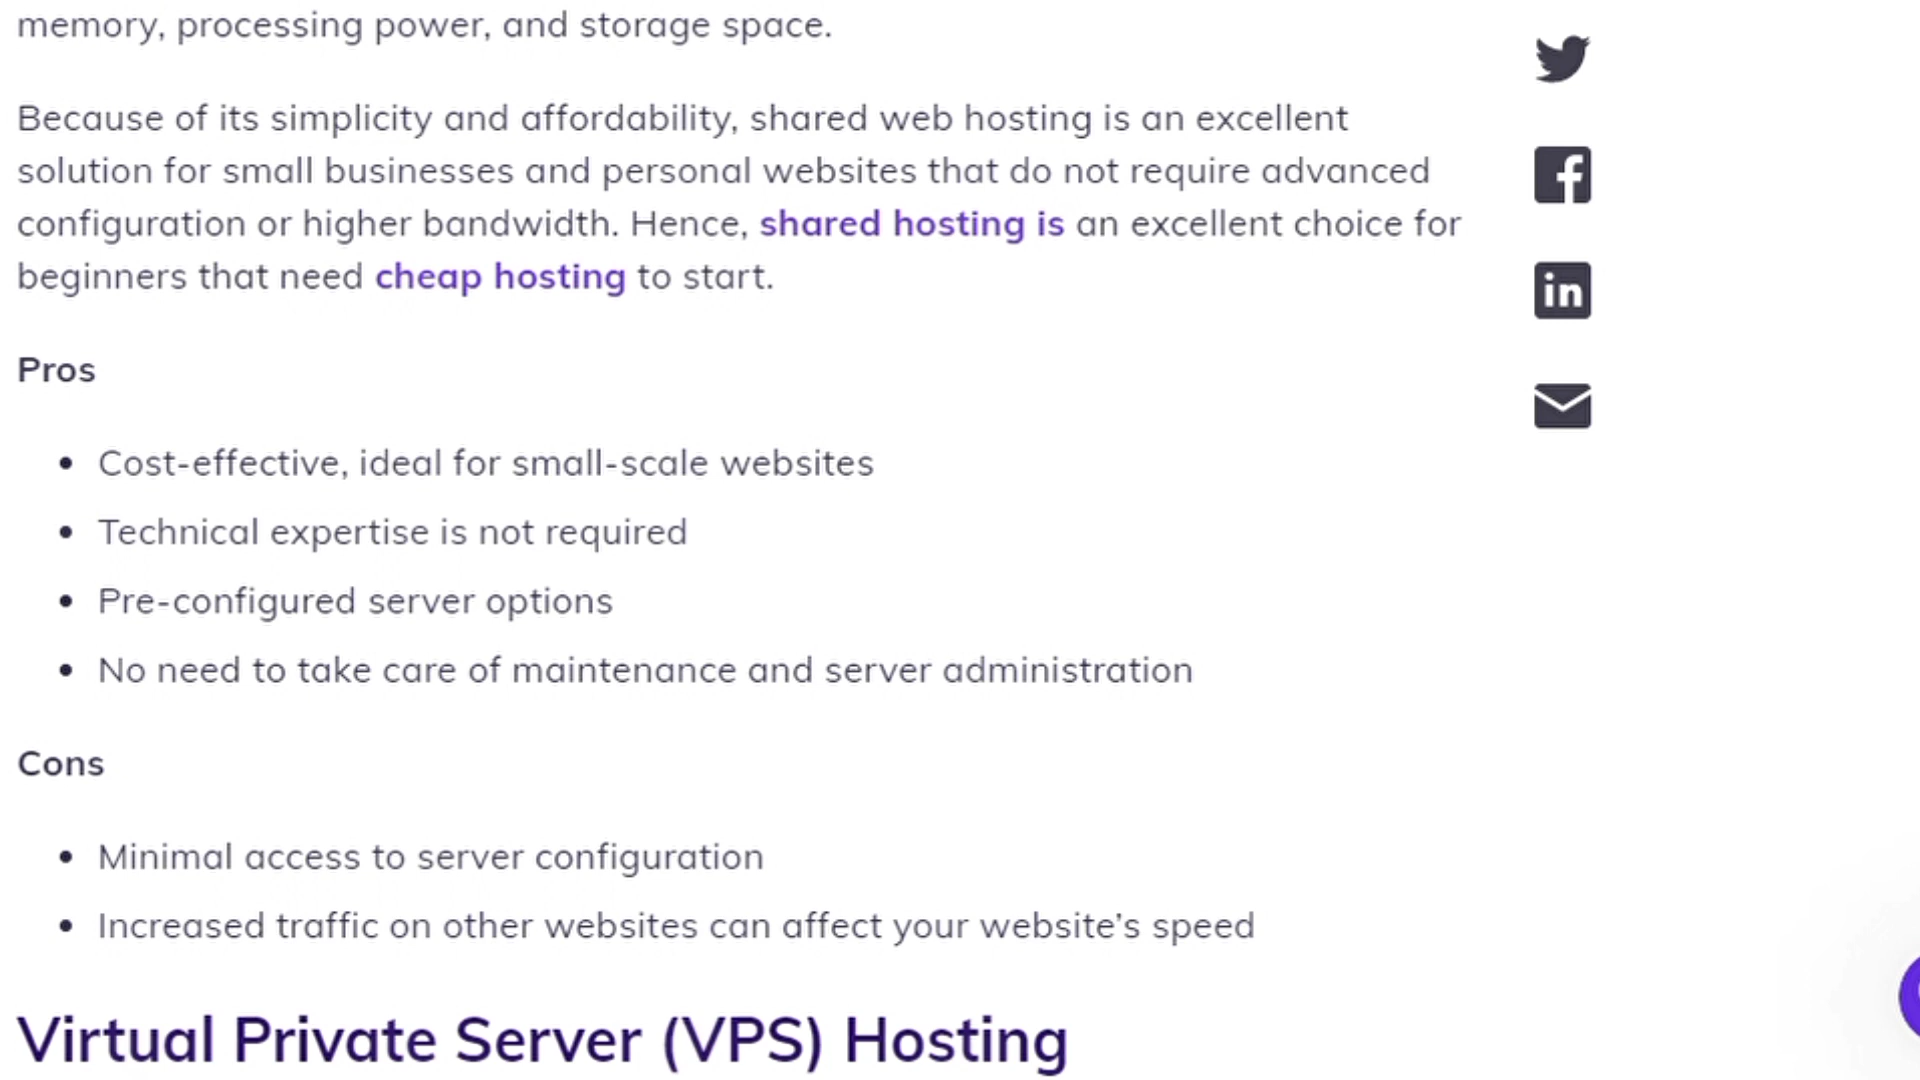 memory, processing power, and storage space.
Because of its simplicity and affordability, shared web hosting is an excellent
solution for small businesses and personal websites that do not require advanced
configuration or higher bandwidth. Hence, shared hosting is an excellent choice for
beginners that need cheap hosting to start.
Pros
Cost-effective, ideal for small-scale websites
Technical expertise is not required
Pre-configured server options
No need to take care of maintenance and server administration
Cons
Minimal access to server configuration
Increased traffic on other websites can affect your website's speed
Virtual Private Server (VPS) Hosting